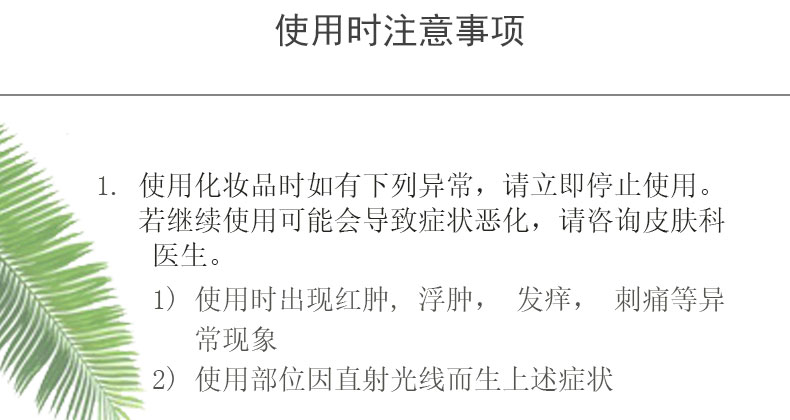 使用时注意事项
1. 使用化妆品时如有下列异常，请立即停止使用。
若继续使用可能会导致症状恶化，请咨询皮肤科
医生。
1) 使用时出现红肿, 浮肿， 发痒， 刺痛等异
常现象
2) 使用部位因直射光线而生上述症状